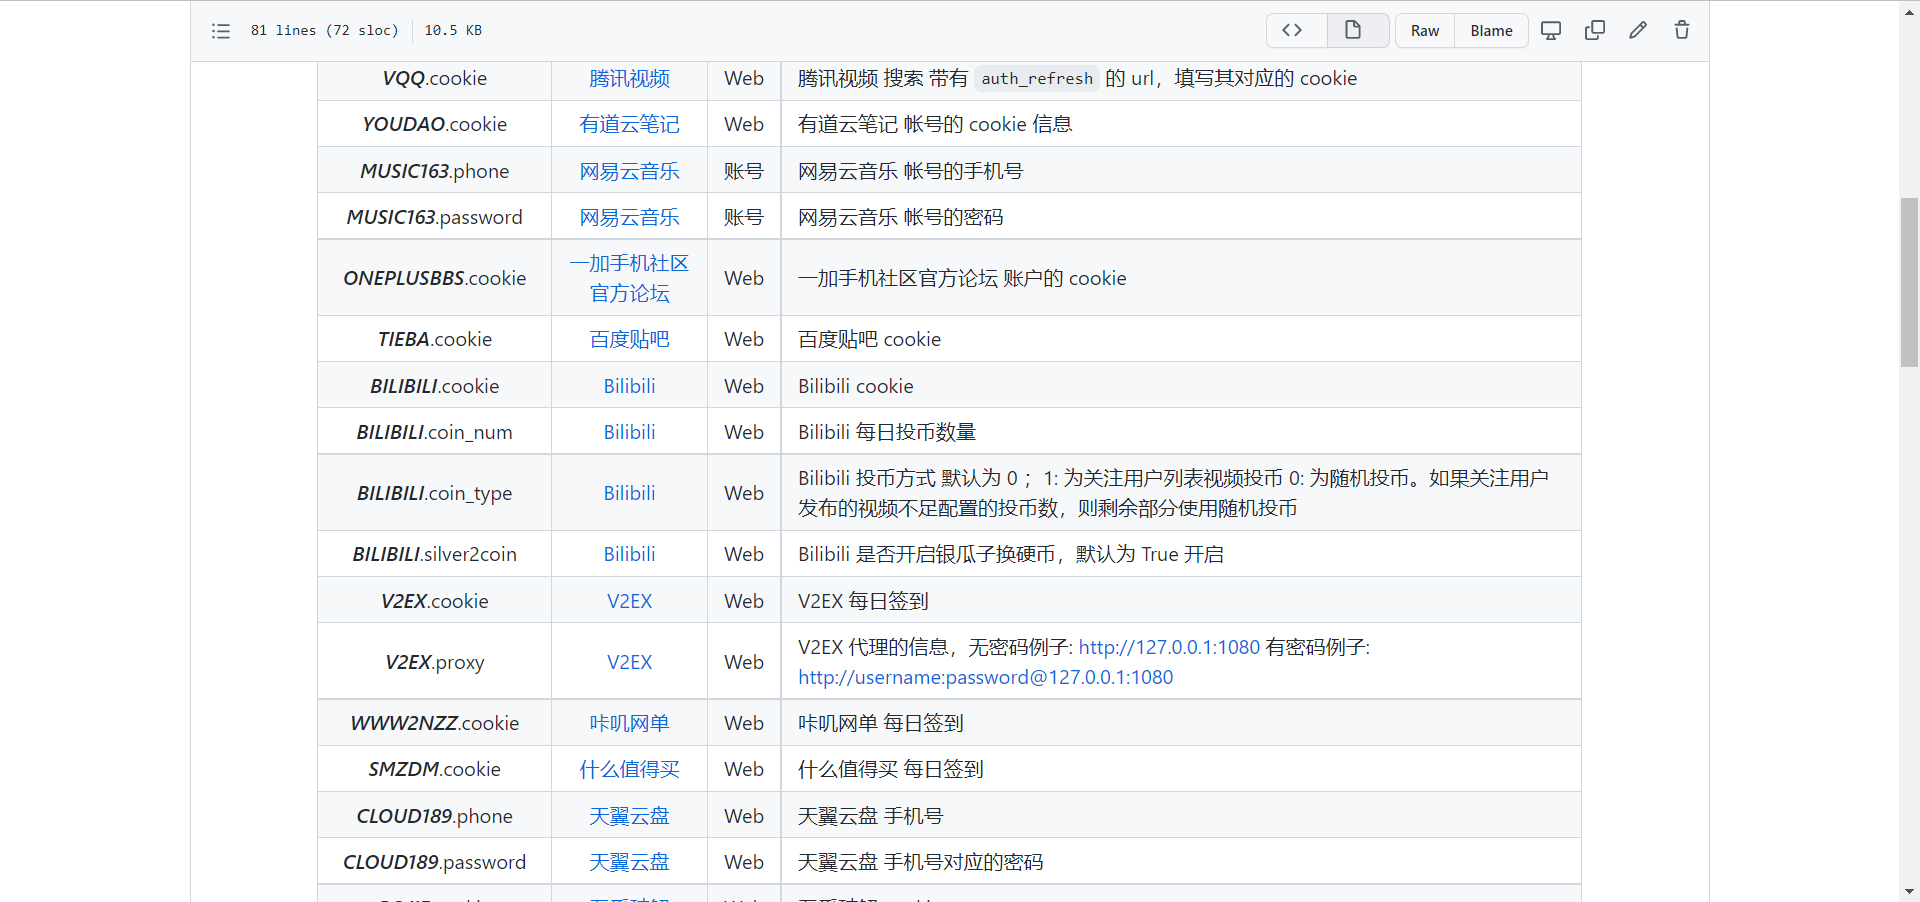 81 lines (72 sloc) 10.5 KB Raw Blame
VQQ.cookie 腾讯视频 Web 腾讯视频 搜索 带有 auth_refresh 的 url，填写其对应的 cookie
YOUDAO.cookie 有道云笔记 Web 有道云笔记 帐号的 cookie 信息
MUSIC163.phone 网易云音乐 账号 网易云音乐 帐号的手机号
MUSIC163.password 网易云音乐 账号 网易云音乐 帐号的密码
ONEPLUSBBS.cookie 一加手机社区 Web 一加手机社区官方论坛 账户的 cookie
官方论坛
TIEBA.cookie 百度贴吧 Web 百度贴吧 cookie
BILIBILI.cookie Bilibili Web Bilibili cookie
BILIBILI.coin_num Bilibili Web Bilibili 每日投币数量
BILIBILI.coin_type Bilibili Web Bilibili 投币方式 默认为 0 ；1: 为关注用户列表视频投币 0: 为随机投币。如果关注用户
发布的视频不足配置的投币数，则剩余部分使用随机投币
BILIBILI.silver2coin Bilibili Web Bilibili 是否开启银瓜子换硬币，默认为 True 开启
V2EX.cookie V2EX Web V2EX 每日签到
V2EX.proxy V2EX Web V2EX 代理的信息，无密码例子: http://127.0.0.1:1080 有密码例子:
http://username:password@127.0.0.1:1080
WWW2NZZ.cookie 咔叽网单 Web 咔叽网单 每日签到
SMZDM.cookie 什么值得买 Web 什么值得买 每日签到
CLOUD189.phone 天翼云盘 Web 天翼云盘 手机号
CLOUD189.password 天翼云盘 Web 天翼云盘 手机号对应的密码